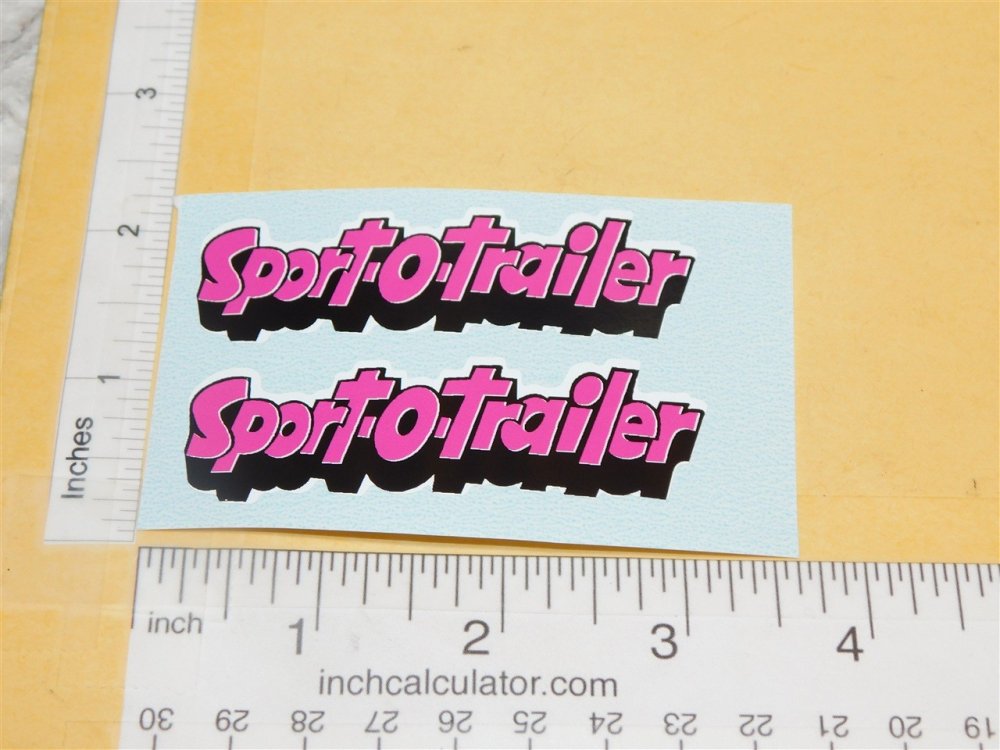 3
2
1
Inches
Sport-o-Trailer
Sport-o-Trailer
inch 1 2 3 4
inchcalculator.com
30 29 28 27 26 25 24 23 22 21 20 19